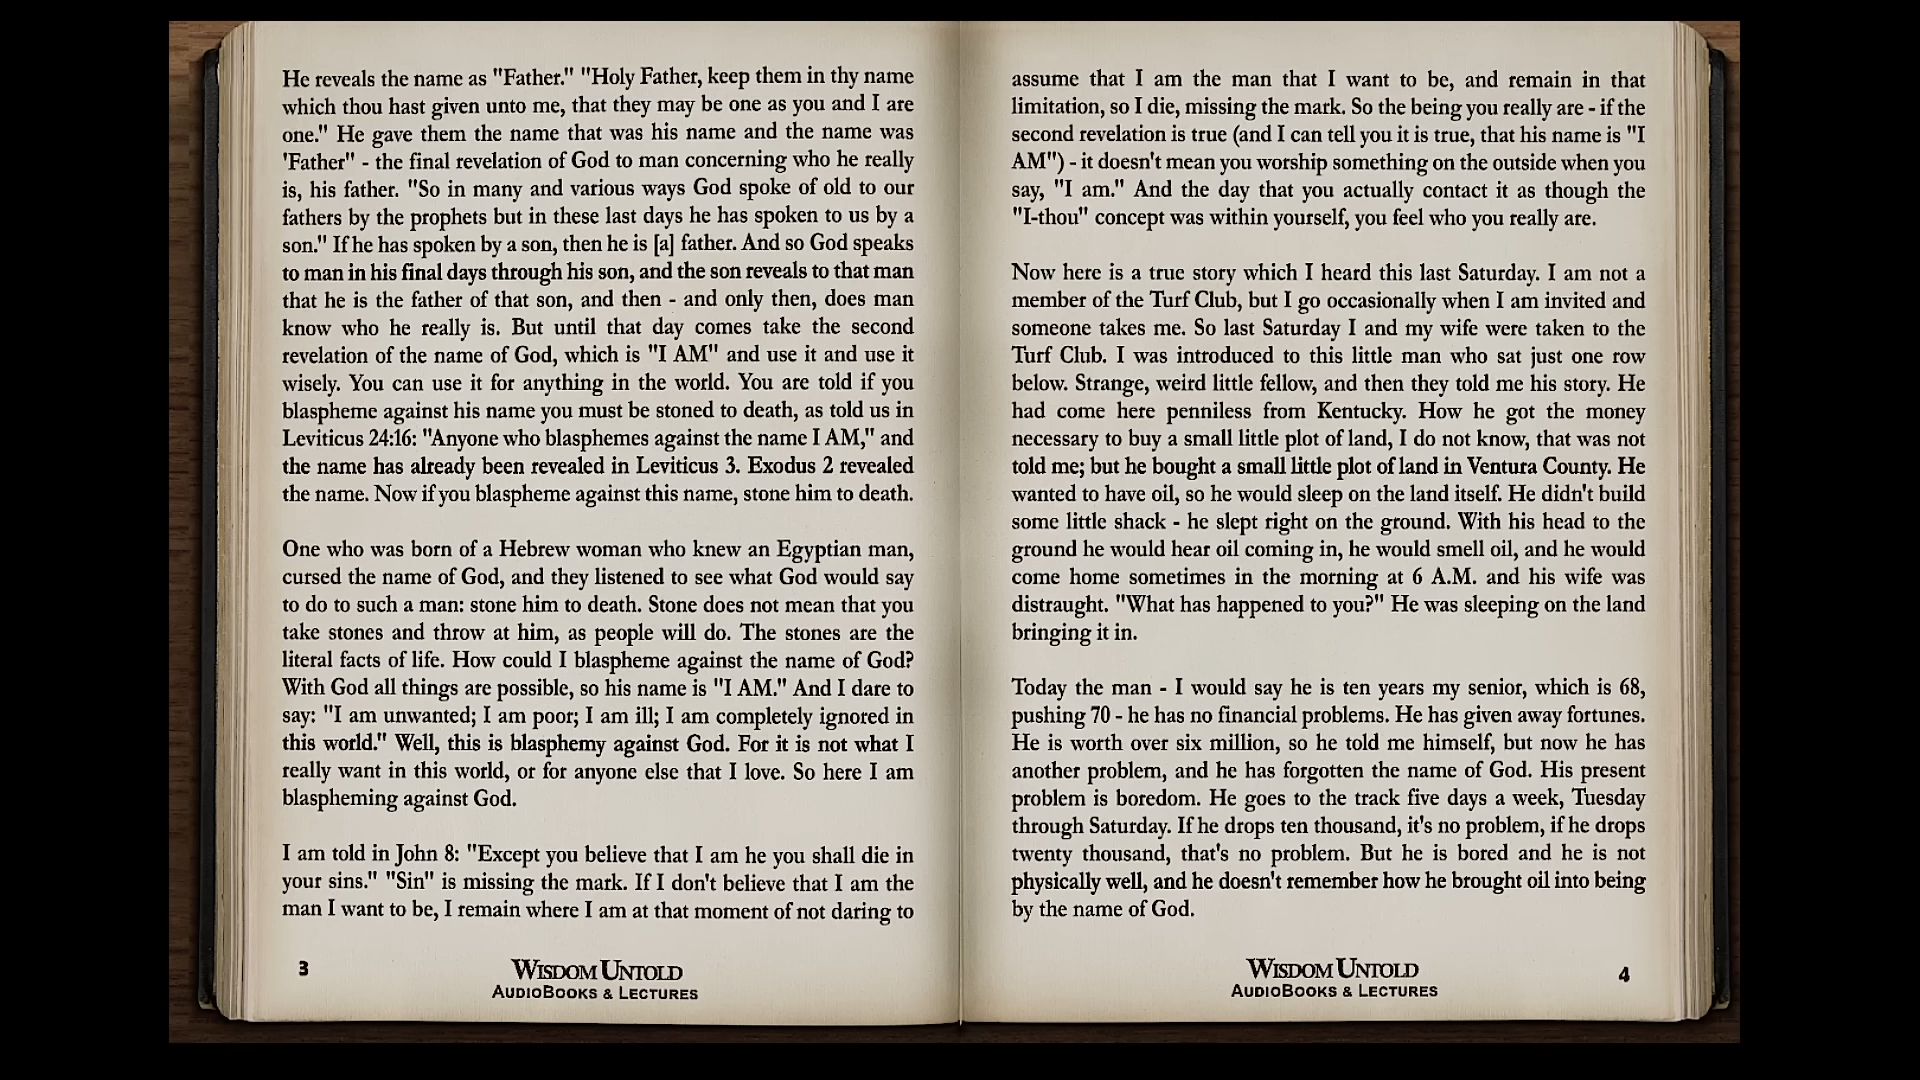 He reveals the name as "Father." "Holy Father, keep them in thy name
which thou hast given unto me, that they may be one as you and I are
one." He gave them the name that was his name and the name was
'Father" - the final revelation of God to man concerning who he really
is, his father. "So in many and various ways God spoke of old to our
fathers by the prophets but in these last days he has spoken to us by a
son." If he has spoken by a son, then he is [a] father. And so God speaks
to man in his final days through his son, and the son reveals to that man
that he is the father of that son, and then - and only then, does man
know who he really is. But until that day comes take the second
revelation of the name of God, which is "I AM" and use it and use it
wisely. You can use it for anything in the world. You are told if you
blaspheme against his name you must be stoned to death, as told us in
Leviticus 24:16: "Anyone who blasphemes against the name I AM," and
the name has already been revealed in Leviticus 3. Exodus 2 revealed
the name. Now if you blaspheme against this name, stone him to death.
One who was born of a Hebrew woman who knew an Egyptian man,
cursed the name of God, and they listened to see what God would say
to do to such a man: stone him to death. Stone does not mean that you
take stones and throw at him, as people will do. The stones are the
literal facts of life. How could I blaspheme against the name of God?
With God all things are possible, so his name is "I AM." And I dare to
say: "I am unwanted; I am poor; I am ill; I am completely ignored in
this world." Well, this is blasphemy against God. For it is not what I
really want in this world, or for anyone else that I love. So here I am
blaspheming against God.
I am told in John 8: "Except you believe that I am he you shall die in
your sins." "Sin" is missing the mark. If I don't believe that I am the
man I want to be, I remain where I am at that moment of not daring to
3
WISDOM UNTOLD
AUDIOBOOKS & LECTURES
assume that I am the man that I want to be, and remain in that
limitation, so I die, missing the mark. So the being you really are - if the
second revelation is true (and I can tell you it is true, that his name is "I
AM") - it doesn't mean you worship something on the outside when you
say, "I am." And the day that you actually contact it as though the
"I-thou" concept was within yourself, you feel who you really are.
Now here is a true story which I heard this last Saturday. I am not a
member of the Turf Club, but I go occasionally when I am invited and
someone takes me. So last Saturday I and my wife were taken to the
Turf Club. I was introduced to this little man who sat just one row
below. Strange, weird little fellow, and then they told me his story. He
had come here penniless from Kentucky. How he got the money
necessary to buy a small little plot of land, I do not know, that was not
told me; but he bought a small little plot of land in Ventura County. He
wanted to have oil, so he would sleep on the land itself. He didn't build
some little shack - he slept right on the ground. With his head to the
ground he would hear oil coming in, he would smell oil, and he would
come home sometimes in the morning at 6 A.M. and his wife was
distraught. "What has happened to you?" He was sleeping on the land
bringing it in.
Today the man - I would say he is ten years my senior, which is 68,
pushing 70 - he has no financial problems. He has given away fortunes.
He is worth over six million, so he told me himself, but now he has
another problem, and he has forgotten the name of God. His present
problem is boredom. He goes to the track five days a week, Tuesday
through Saturday. If he drops ten thousand, it's no problem, if he drops
twenty thousand, that's no problem. But he is bored and he is not
physically well, and he doesn't remember how he brought oil into being
by the name of God.
WISDOM UNTOLD
AUDIOBOOKS & LECTURES
4